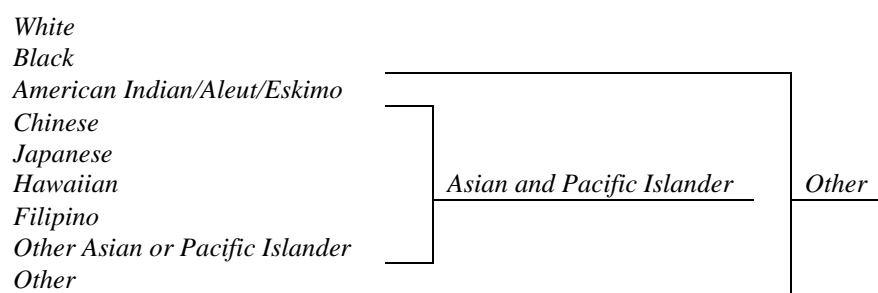 White
Black
American Indian/Aleut/Eskimo
Chinese
Japanese
Hawaiian
Asian and Pacific Islander
Other
Filipino
Other Asian or Pacific Islander
Other